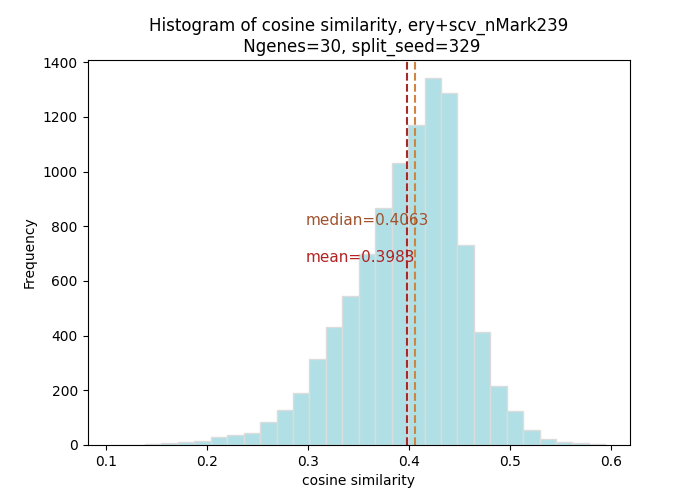 Histogram of cosine similarity, ery+scv_nMark239
Ngenes=30, split_seed=329
1400
1200
1000
800
600
400
200
0
Frequency
median=0.4063
mean=0.3983
0.1 0.2 0.3 0.4 0.5 0.6
cosine similarity